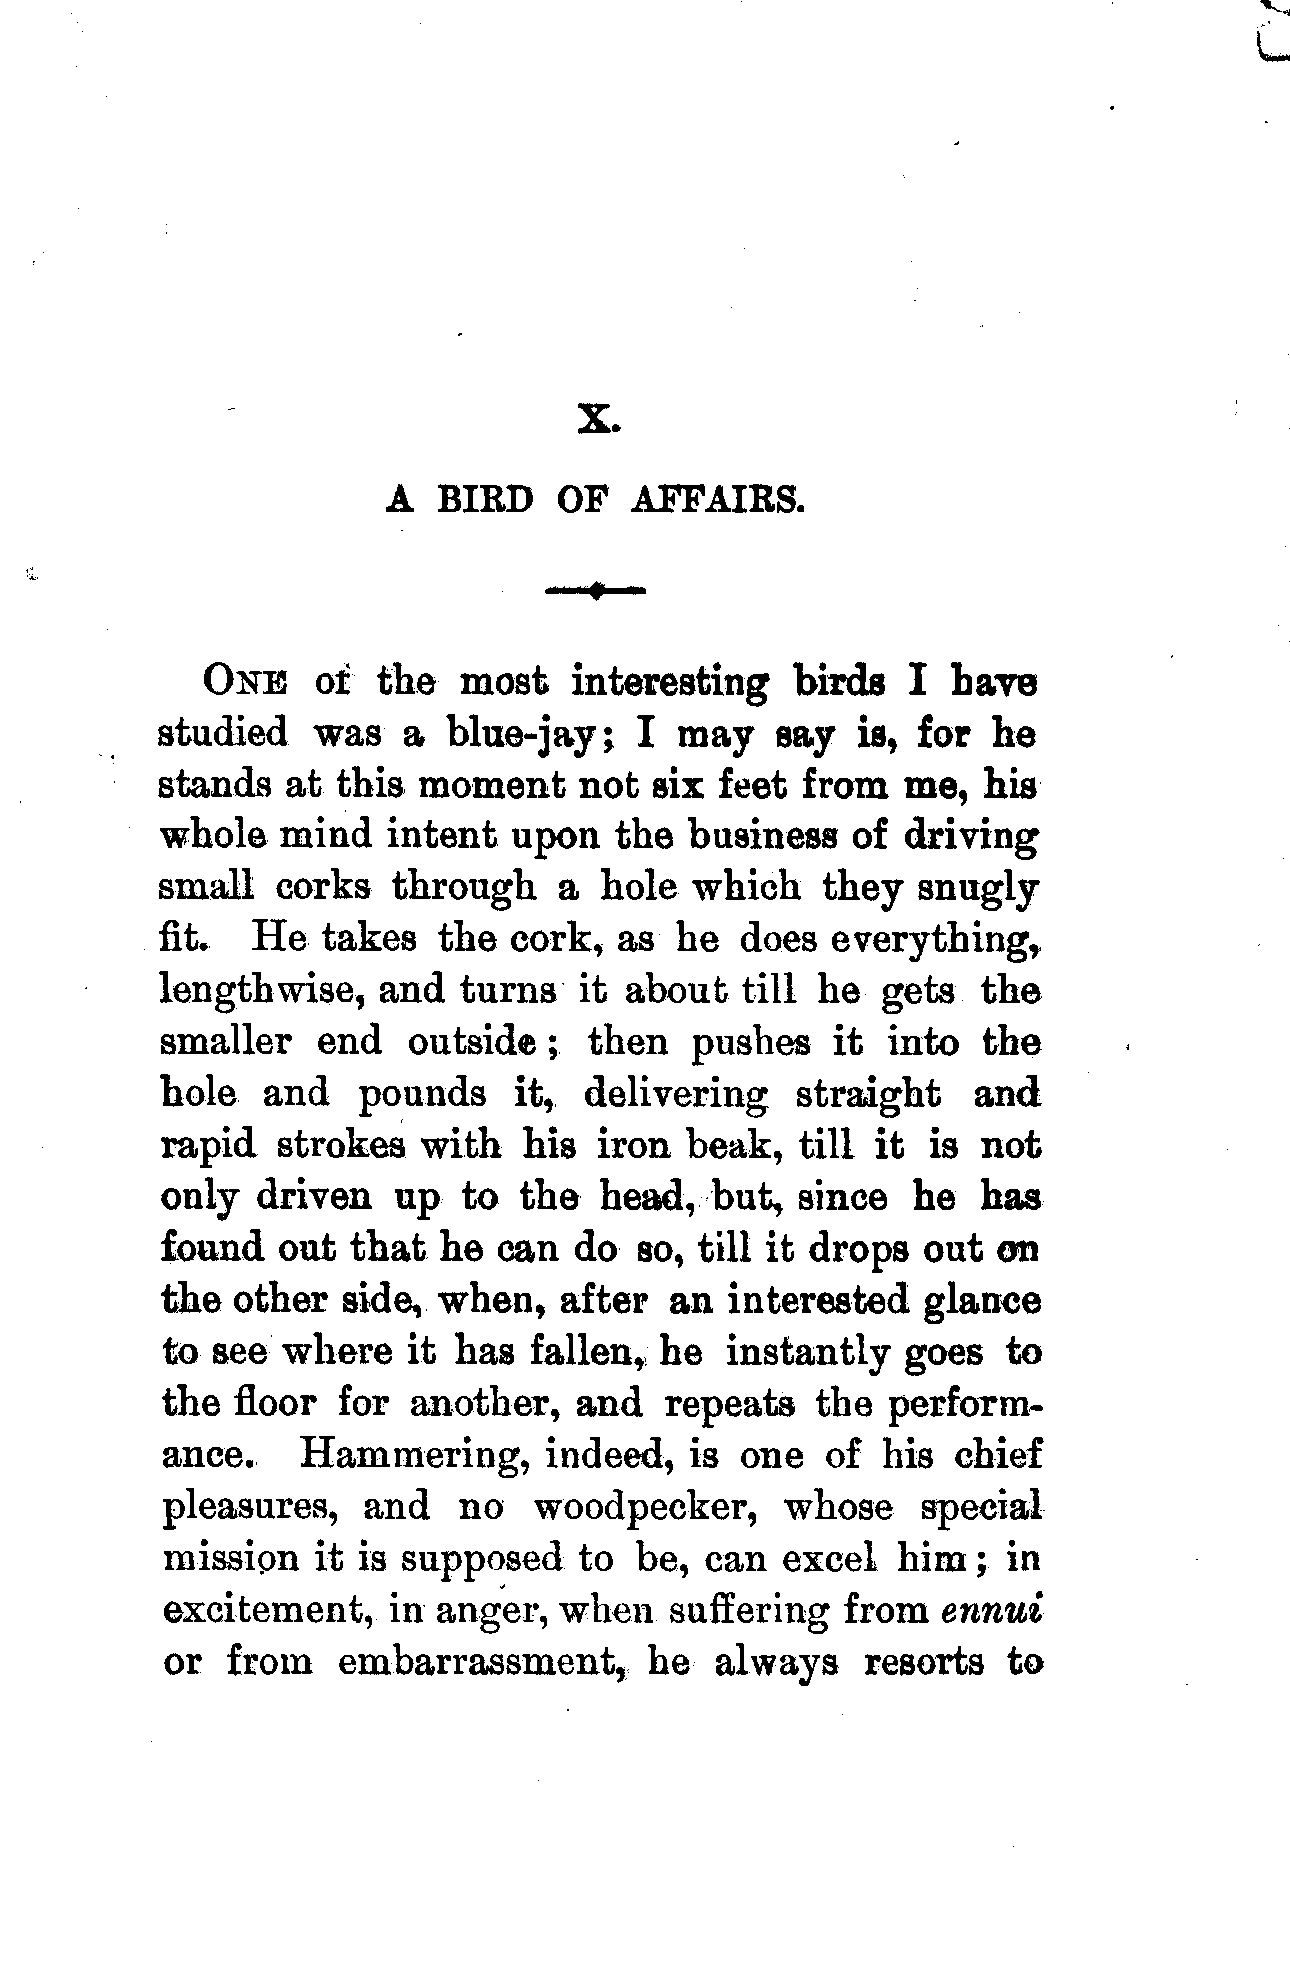 X.
A BIRD OF AFFAIRS.
ONE of the most interesting birds I have
studied was a blue-jay; I may say is, for he
stands at this moment not six feet from me, his
whole mind intent upon the business of driving
small corks through a hole which they snugly
fit. He takes the cork, as he does everything,
lengthwise, and turns it about till he gets the
smaller end outside; then pushes it into the
hole and pounds it, delivering straight and
rapid strokes with his iron beak, till it is not
only driven up to the head, but, since he has
found out that he can do so, till it drops out on
the other side, when, after an interested glance
to see where it has fallen, he instantly goes to
the floor for another, and repeats the perform-
ance. Hammering, indeed, is one of his chief
pleasures, and no woodpecker, whose special
mission it is supposed to be, can excel him; in
excitement, in anger, when suffering from ennui
or from embarrassment, he always resorts to